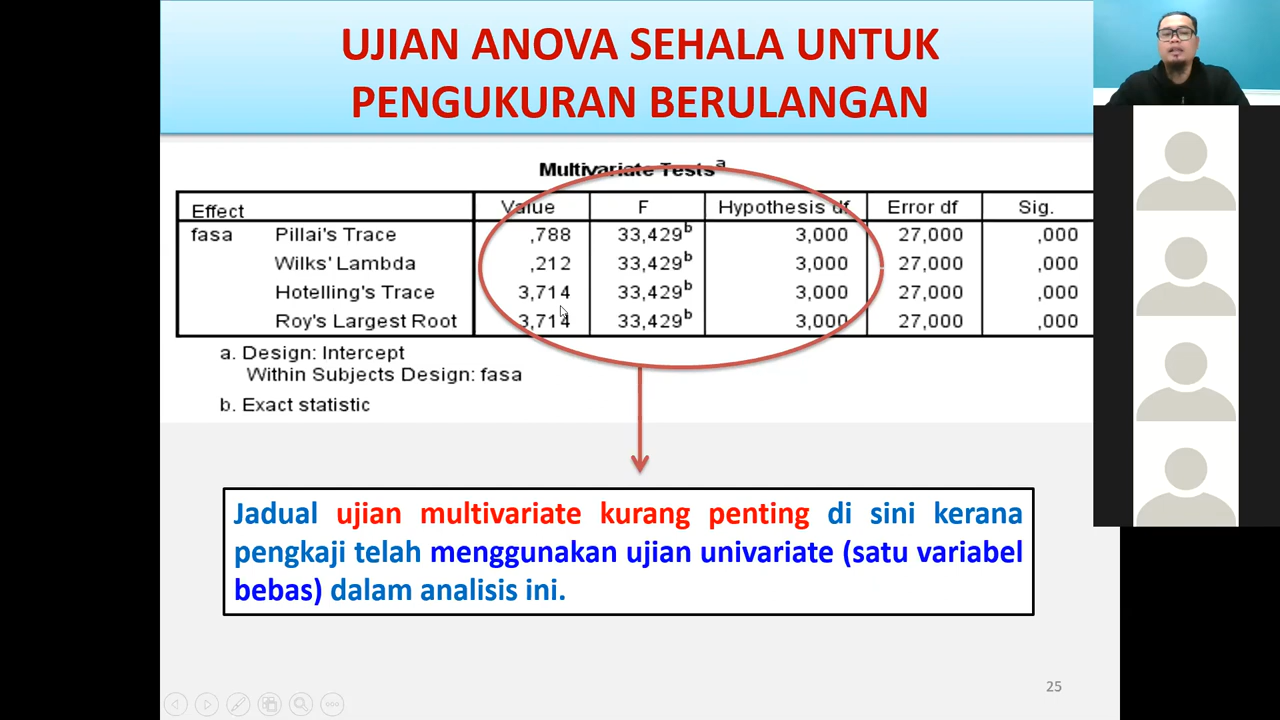 UJIAN ANOVA SEHALA UNTUK
PENGUKURAN BERULANGAN
Multivariate Tests a
Effect Value F Hypothesis df Error df Sig.
fasa Pillai's Trace ,788 33,429 b 3,000 27,000 ,000
Wilks' Lambda ,212 33,429 b 3,000 27,000 ,000
Hotelling's Trace 3,714 33,429 b 3,000 27,000 ,000
Roy's Largest Root 3,714 33,429 b 3,000 27,000 ,000
a. Design: Intercept
Within Subjects Design: fasa
b. Exact statistic
Jadual ujian multivariate kurang penting di sini kerana
pengkaji telah menggunakan ujian univariate (satu variabel
bebas) dalam analisis ini.
25